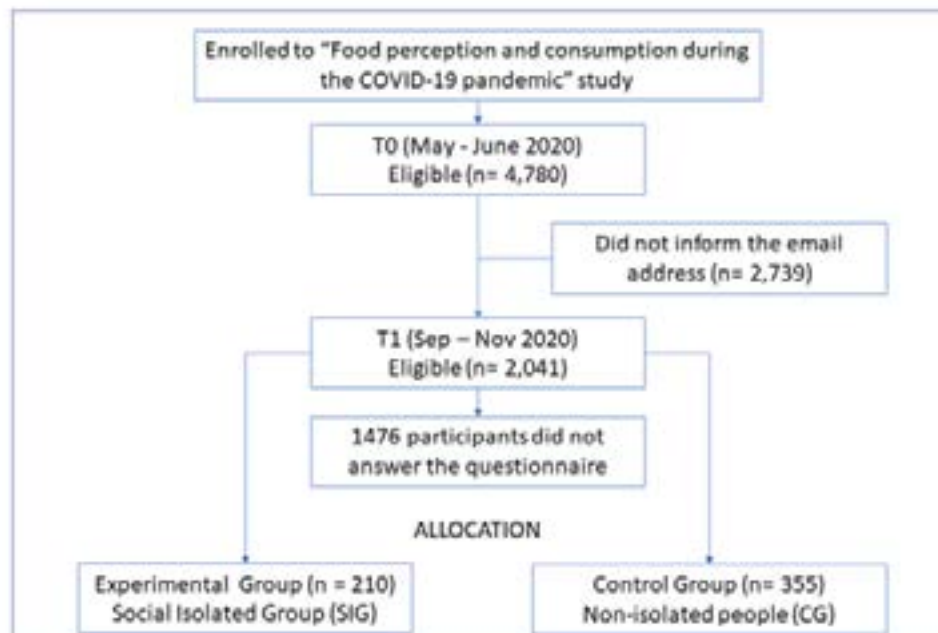 Enrolled to "Food perception and consumption during
the COVID-19 pandemic" study
T0 (May - June 2020)
Eligible (n= 4,780)
Did not inform the email
address (n= 2,739)
T1 (Sep – Nov 2020)
Eligible (n= 2,041)
1476 participants did not
answer the questionnaire
ALLOCATION
Experimental Group (n = 210)
Social Isolated Group (SIG)
Control Group (n= 355)
Non-isolated people (CG)